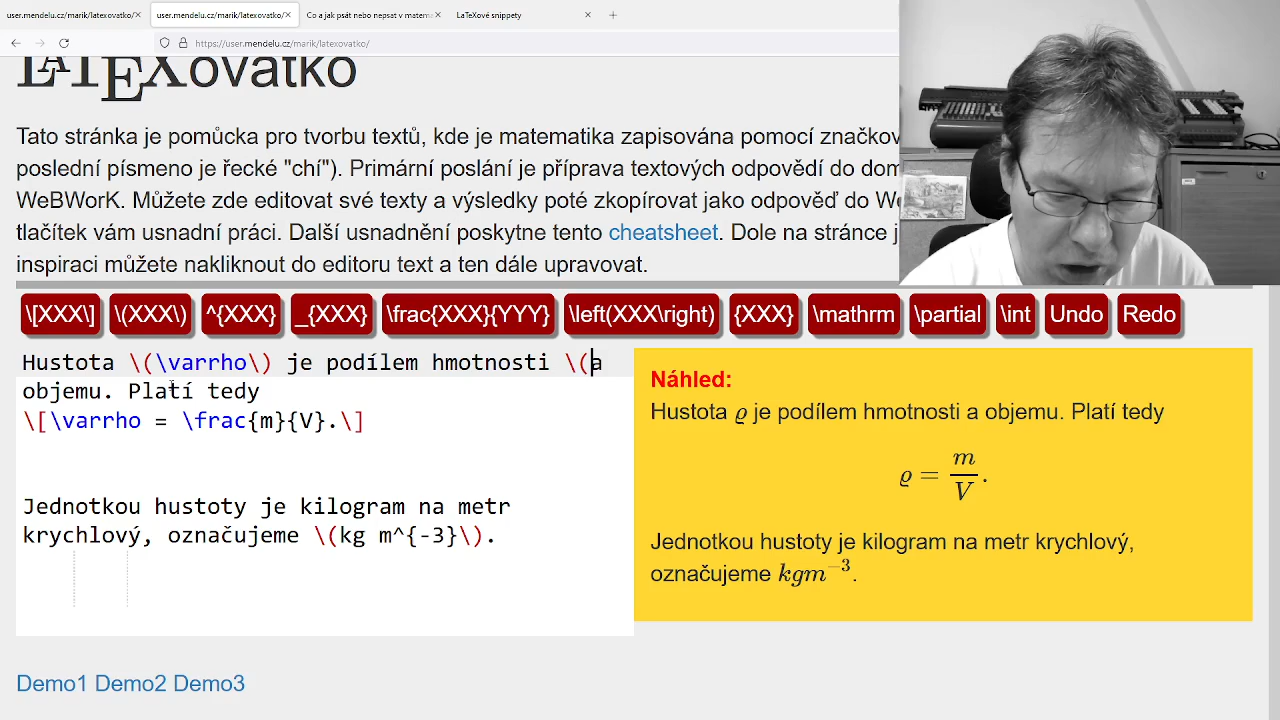 user.mendelu.cz/marik/latexovatko/
user.mendelu.cz/marik/latexovatko/
Co a jak psát nebo nepsat v matema
LaTeXové snippety
https://user.mendelu.cz/marik/latexovatko/
LATEXovátko
Tato stránka je pomůcka pro tvorbu textů, kde je matematika zapisována pomocí značkov
poslední písmeno je řecké "chí"). Primární poslání je příprava textových odpovědí do dom
WeBWorK. Můžete zde editovat své texty a výsledky poté zkopírovat jako odpověď do We
tlačítek vám usnadní práci. Další usnadnění poskytne tento cheatsheet. Dole na stránce j
inspiraci můžete nakliknout do editoru text a ten dále upravovat.
\[XXX\] \(XXX\) ^{XXX} _{XXX} \frac{XXX}{YYY} \left(XXX\right) {XXX} \mathrm \partial \int Undo Redo
Hustota \(\varrho\) je podílem hmotnosti \(a
objemu. Platí tedy
\[\varrho = \frac{m}{V}.\]
Jednotkou hustoty je kilogram na metr
krychlový, označujeme \(kg m^{-3}\).
Náhled:
Hustota ϱ je podílem hmotnosti a objemu. Platí tedy
ϱ = m/V.
Jednotkou hustoty je kilogram na metr krychlový,
označujeme kgm⁻³.
Demo1 Demo2 Demo3